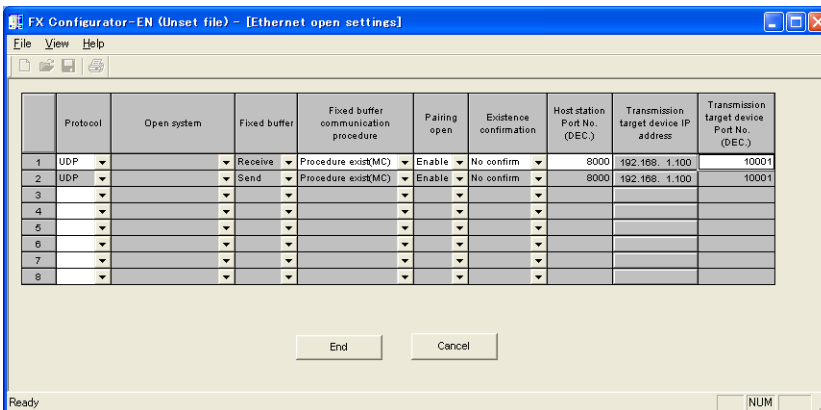 FX Configurator-EN (Unset file) - [Ethernet open settings]
File View Help
Protocol Open system Fixed buffer Fixed buffer communication procedure Pairing open Existence confirmation Host station Port No. (DEC.) Transmission target device IP address Transmission target device Port No. (DEC.)
1 UDP Receive Procedure exist(MC) Enable No confirm 8000 192.168. 1.100 10001
2 UDP Send Procedure exist(MC) Enable No confirm 8000 192.168. 1.100 10001
3
4
5
6
7
8
End Cancel
Ready NUM